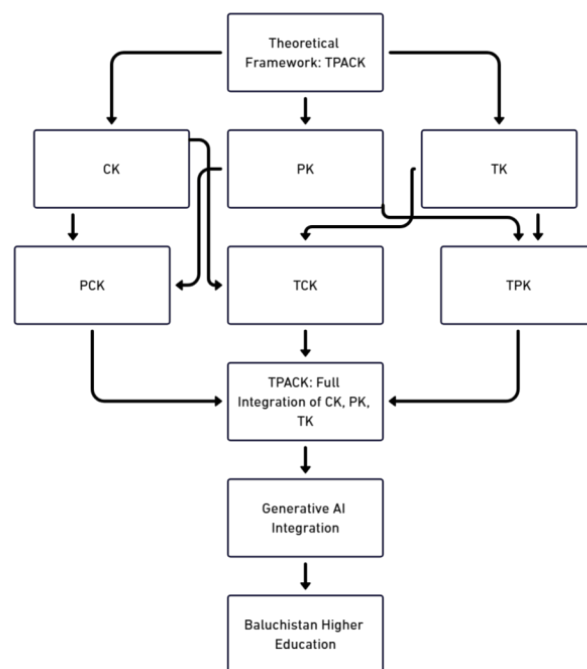 Theoretical
Framework: TPACK
CK
PK
TK
PCK
TCK
TPK
TPACK: Full
Integration of CK, PK,
TK
Generative AI
Integration
Baluchistan Higher
Education